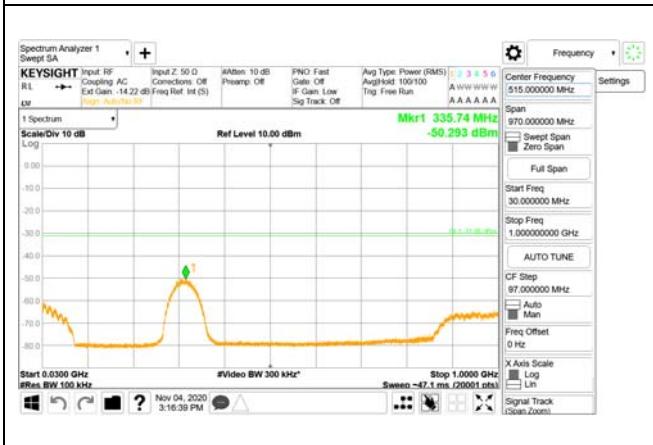 Spectrum Analyzer 1
Swept SA
Frequency
KEYSIGHT
Input: RF
Coupling: AC
Ext Gain: -14.22 dB
Align: Auto/No RF
Input Z: 50 Ω
Corrections: Off
Freq Ref: Int (S)
#Atten: 10 dB
Preamp: Off
PNO: Fast
Gate: Off
IF Gain: Low
Sig Track: Off
Avg Type: Power (RMS)
Avg|Hold: 100/100
Trig: Free Run
1 2 3 4 5 6
A W W W W W
A A A A A A
RL
Settings
Center Frequency
515.000000 MHz
1 Spectrum
Mkr1 335.74 MHz
Scale/Div 10 dB
Ref Level 10.00 dBm
-50.293 dBm
Log
0.00
-10.0
-20.0
-30.0
-40.0
-50.0
-60.0
-70.0
-80.0
1
Span
970.000000 MHz
Swept Span
Zero Span
Full Span
Start Freq
30.000000 MHz
Stop Freq
1.000000000 GHz
AUTO TUNE
CF Step
97.000000 MHz
Auto
Man
Freq Offset
0 Hz
X Axis Scale
Log
Lin
Signal Track
(Span Zoom)
Start 0.0300 GHz
#Video BW 300 kHz*
Stop 1.0000 GHz
#Res BW 100 kHz
Sweep ~47.1 ms (20001 pts)
Nov 04, 2020
3:16:39 PM